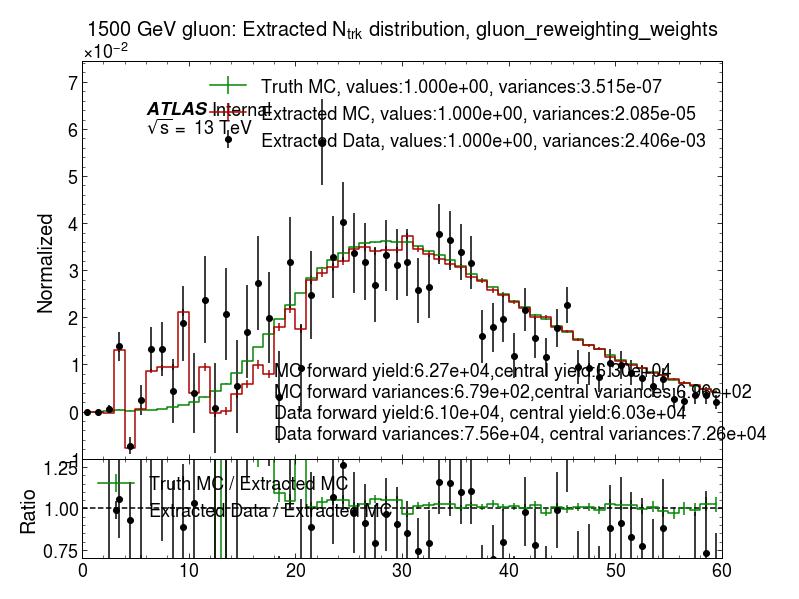 1500 GeV gluon: Extracted N_trk distribution, gluon_reweighting_weights
×10⁻²
Truth MC, values:1.000e+00, variances:3.515e-07
ATLAS Internal
Extracted MC, values:1.000e+00, variances:2.085e-05
√s = 13 TeV
Extracted Data, values:1.000e+00, variances:2.406e-03
7
6
5
4
3
2
1
0
Normalized
MC forward yield:6.27e+04,central yield:6.30e+04
MC forward variances:6.79e+02,central variances:
Data forward yield:6.10e+04, central yield:6.03e+04
Data forward variances:7.56e+04, central variances:7.26e+04
1.25
1.00
0.75
Ratio
Truth MC / Extracted MC
Extracted Data / Extracted MC
0 10 20 30 40 50 60